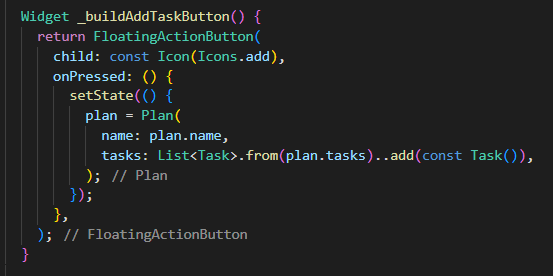 Widget _buildAddTaskButton() {
  return FloatingActionButton(
    child: const Icon(Icons.add),
    onPressed: () {
      setState(() {
        plan = Plan(
          name: plan.name,
          tasks: List<Task>.from(plan.tasks)..add(const Task()),
        ); // Plan
      });
    },
  ); // FloatingActionButton
}